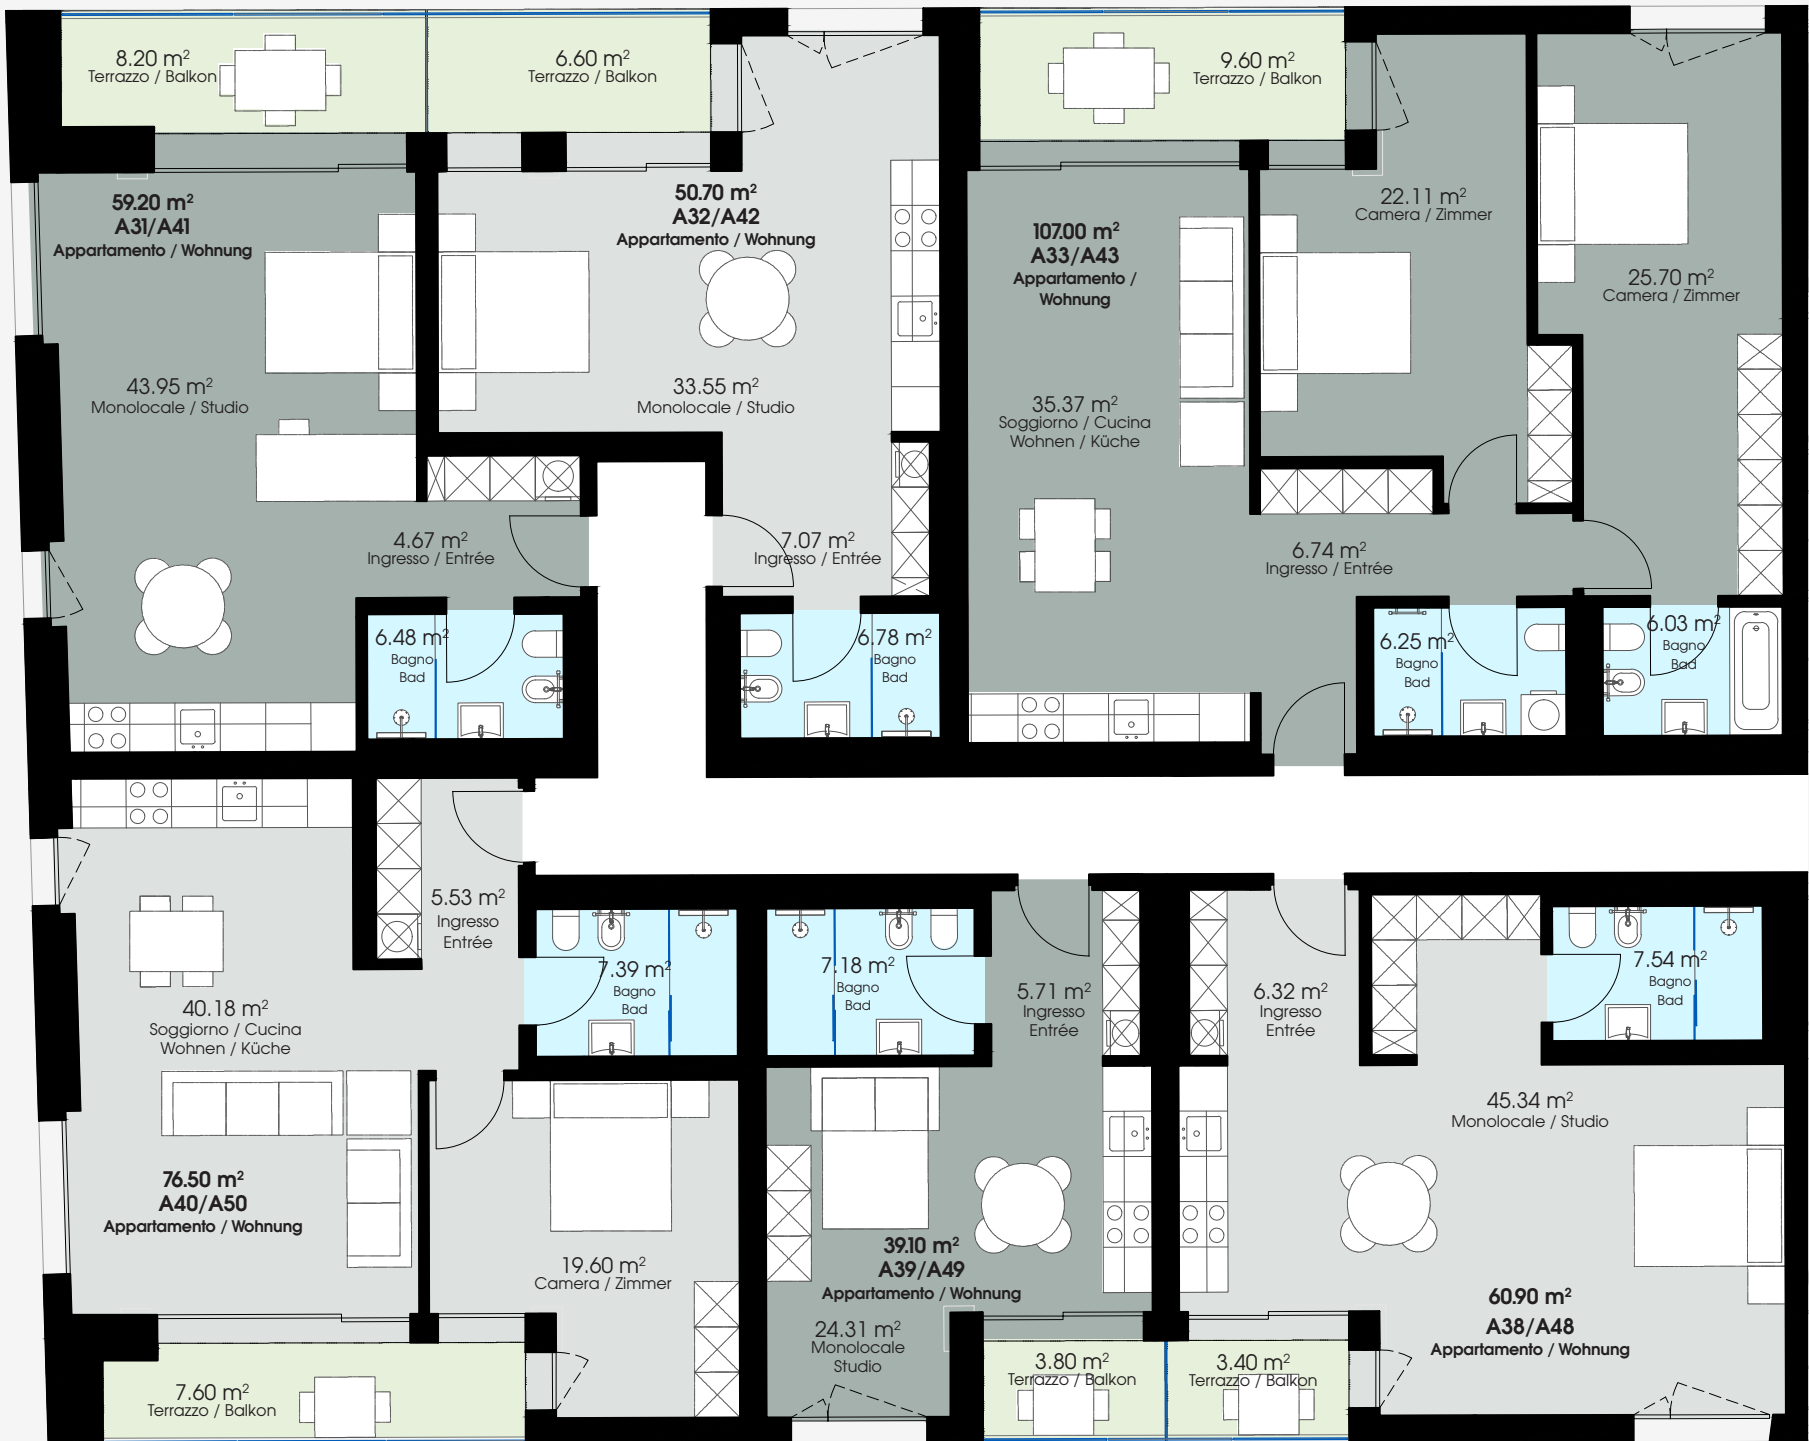 8.20 m²
Terrazzo / Balkon
6.60 m²
Terrazzo / Balkon
9.60 m²
Terrazzo / Balkon
59.20 m²
A31/A41
Appartamento / Wohnung
50.70 m²
A32/A42
Appartamento / Wohnung
107.00 m²
A33/A43
Appartamento /
Wohnung
22.11 m²
Camera / Zimmer
25.70 m²
Camera / Zimmer
43.95 m²
Monolocale / Studio
33.55 m²
Monolocale / Studio
35.37 m²
Soggiorno / Cucina
Wohnen / Küche
4.67 m²
Ingresso / Entrée
7.07 m²
Ingresso / Entrée
6.74 m²
Ingresso / Entrée
6.48 m²
Bagno
Bad
6.78 m²
Bagno
Bad
6.25 m²
Bagno
Bad
6.03 m²
Bagno
Bad
5.53 m²
Ingresso
Entrée
7.39 m²
Bagno
Bad
7.18 m²
Bagno
Bad
5.71 m²
Ingresso
Entrée
6.32 m²
Ingresso
Entrée
7.54 m²
Bagno
Bad
40.18 m²
Soggiorno / Cucina
Wohnen / Küche
45.34 m²
Monolocale / Studio
76.50 m²
A40/A50
Appartamento / Wohnung
19.60 m²
Camera / Zimmer
39.10 m²
A39/A49
Appartamento / Wohnung
24.31 m²
Monolocale
Studio
60.90 m²
A38/A48
Appartamento / Wohnung
7.60 m²
Terrazzo / Balkon
3.80 m²
Terrazzo / Balkon
3.40 m²
Terrazzo / Balkon